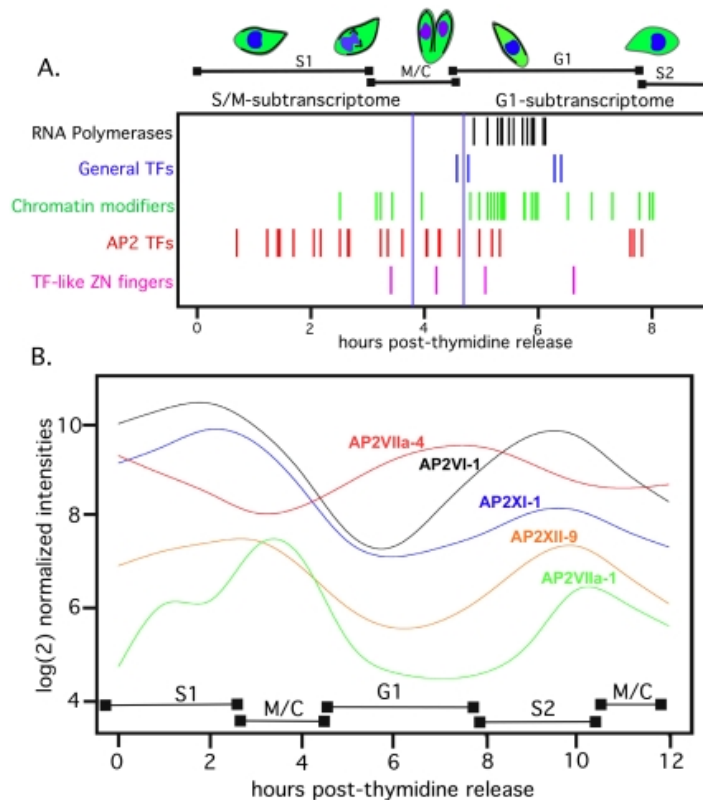 A.
S1
M/C
G1
S2
S/M-subtranscriptome
G1-subtranscriptome
RNA Polymerases
General TFs
Chromatin modifiers
AP2 TFs
TF-like ZN fingers
0 2 4 6 8
hours post-thymidine release
B.
log(2) normalized intensities
10
8
6
4
AP2VIIa-4
AP2VI-1
AP2XI-1
AP2XII-9
AP2VIIa-1
S1
M/C
G1
S2
M/C
0 2 4 6 8 10 12
hours post-thymidine release